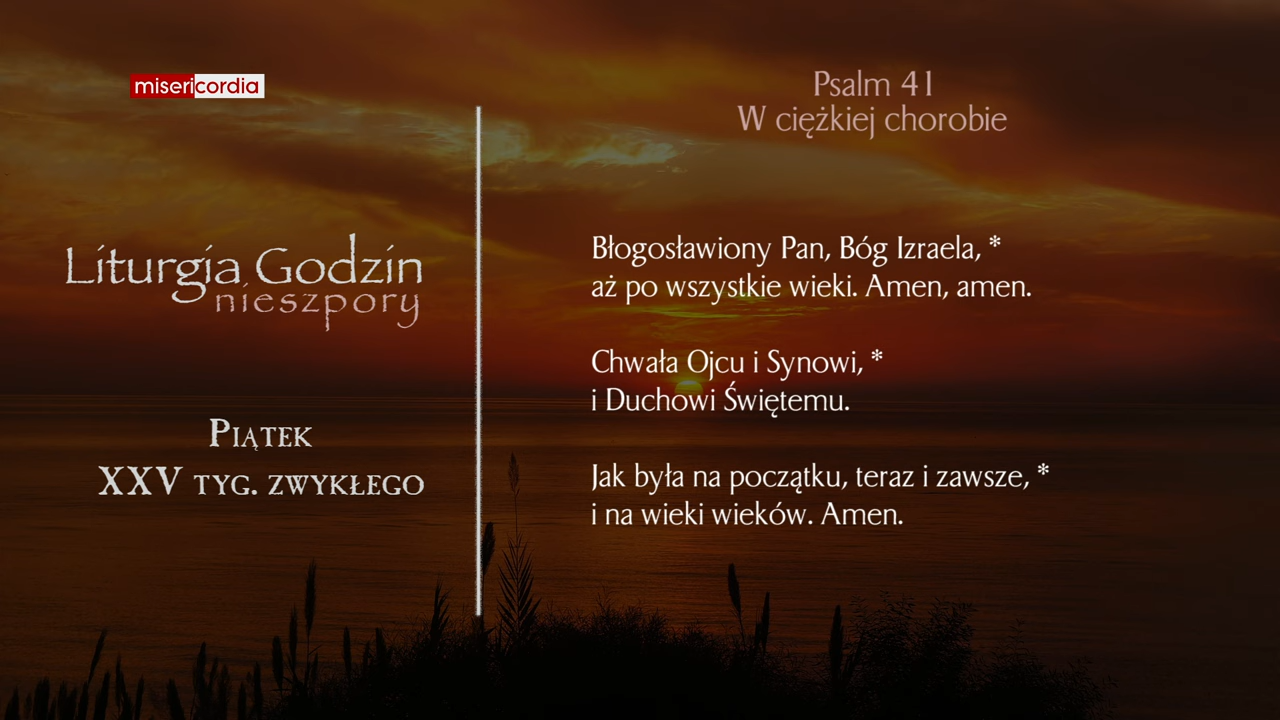 misericordia
Liturgia Godzin
nieszpory
Piątek
XXV tyg. zwykłego
Psalm 41
W ciężkiej chorobie
Błogosławiony Pan, Bóg Izraela, *
aż po wszystkie wieki. Amen, amen.
Chwała Ojcu i Synowi, *
i Duchowi Świętemu.
Jak była na początku, teraz i zawsze, *
i na wieki wieków. Amen.